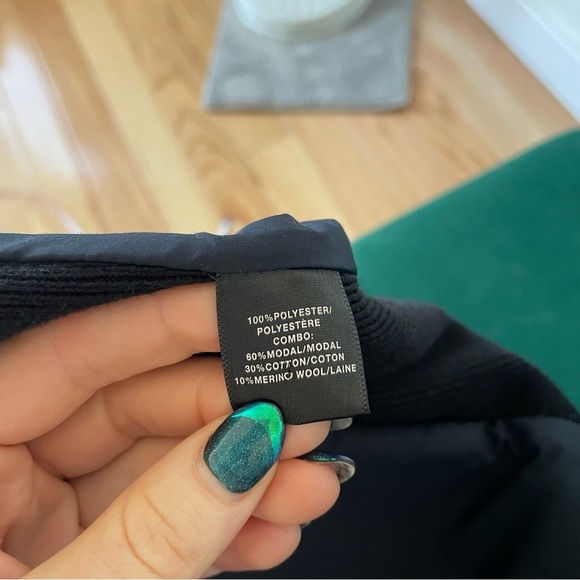 100%POLYESTER/
POLYESTÈRE
COMBO:
60%MODAL/MODAL
30%COTTON/COTON
10%MERINO WOOL/LAINE